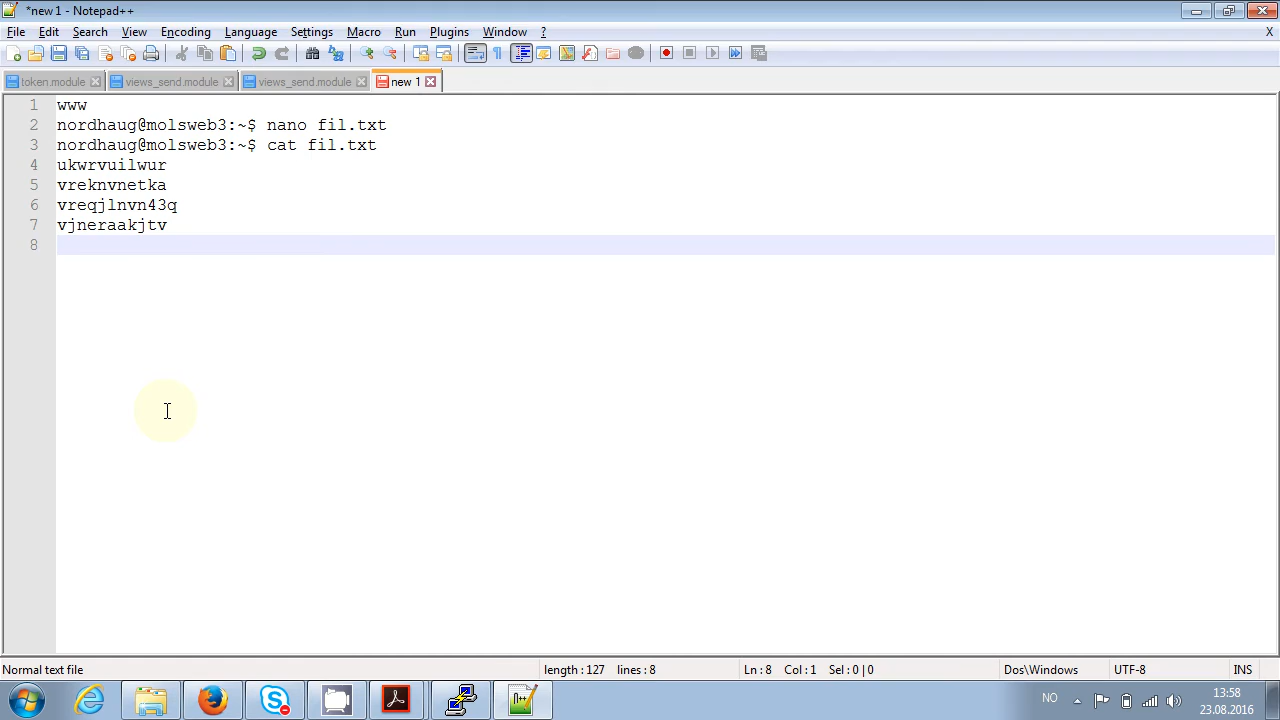 *new 1 - Notepad++
File Edit Search View Encoding Language Settings Macro Run Plugins Window ? X
token.module views_send.module views_send.module new 1
1 www
2 nordhaug@molsweb3:~$ nano fil.txt
3 nordhaug@molsweb3:~$ cat fil.txt
4 ukwrvuilwur
5 vreknvnetka
6 vreqjlnvn43q
7 vjneraakjtv
8
Normal text file length : 127 lines : 8 Ln : 8 Col : 1 Sel : 0 | 0 Dos\Windows UTF-8 INS
NO 13:58
23.08.2016